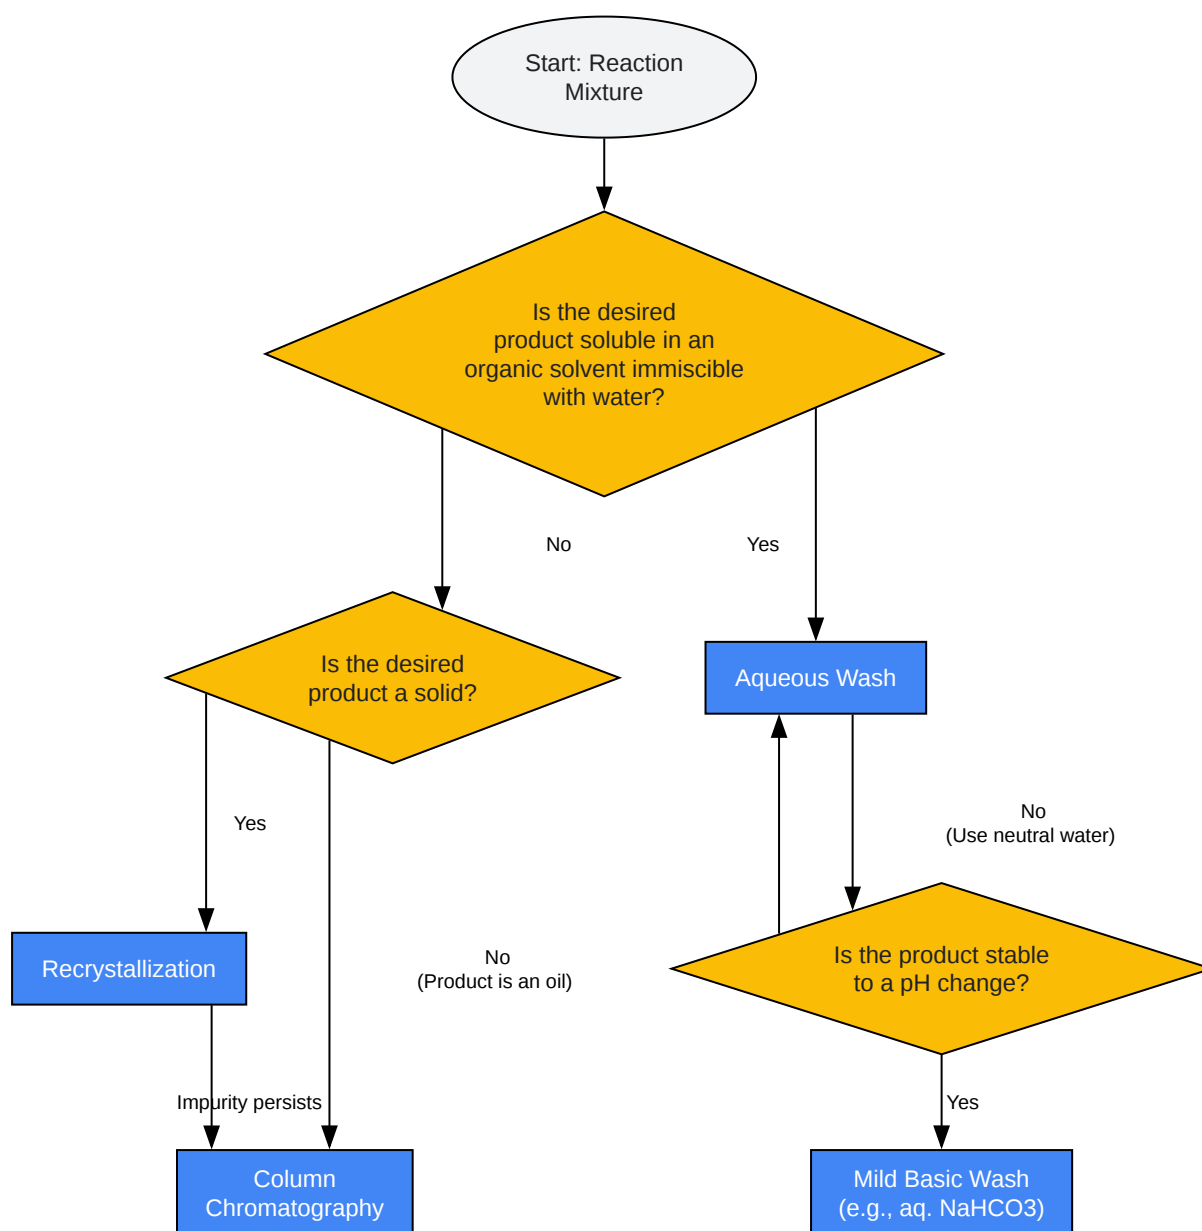 Start: Reaction
Mixture
Is the desired
product soluble in an
organic solvent immiscible
with water?
No
Yes
Is the desired
product a solid?
Aqueous Wash
Yes
No
(Use neutral water)
Recrystallization
No
(Product is an oil)
Is the product stable
to a pH change?
Impurity persists
Yes
Column
Chromatography
Mild Basic Wash
(e.g., aq. NaHCO3)